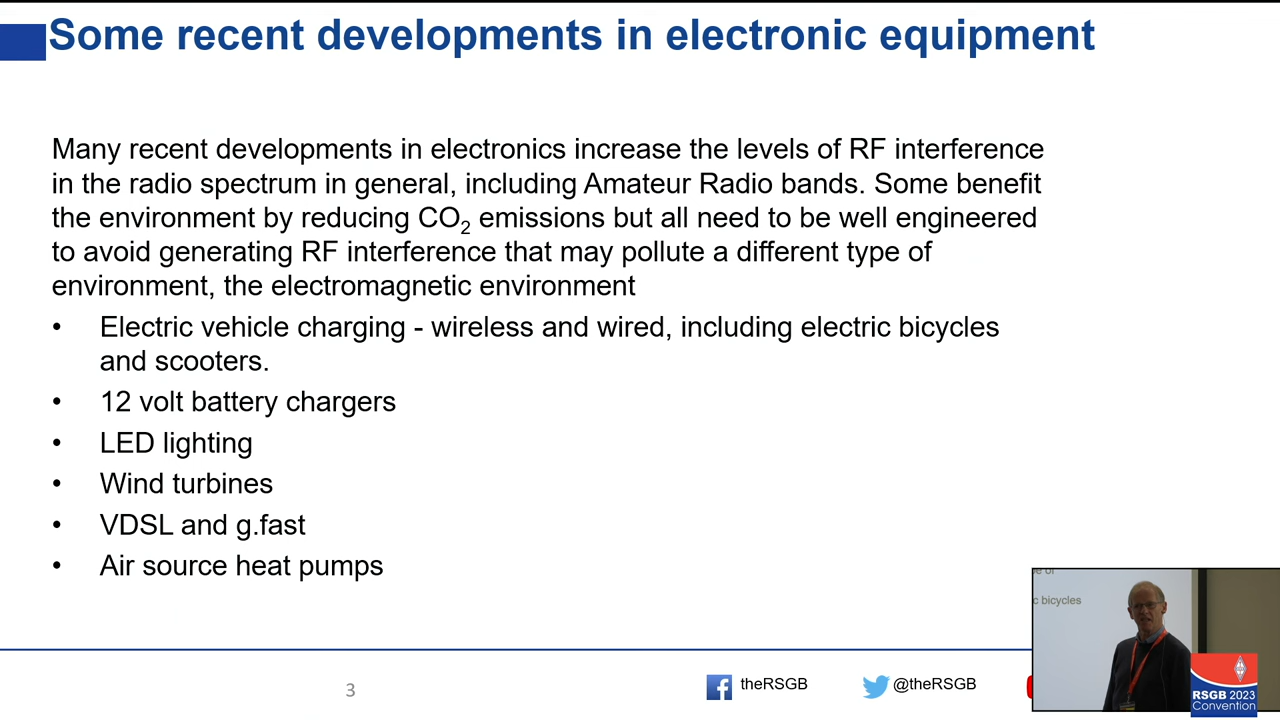 Some recent developments in electronic equipment
Many recent developments in electronics increase the levels of RF interference
in the radio spectrum in general, including Amateur Radio bands. Some benefit
the environment by reducing CO₂ emissions but all need to be well engineered
to avoid generating RF interference that may pollute a different type of
environment, the electromagnetic environment
• Electric vehicle charging - wireless and wired, including electric bicycles
and scooters.
• 12 volt battery chargers
• LED lighting
• Wind turbines
• VDSL and g.fast
• Air source heat pumps
c bicycles
3
theRSGB
@theRSGB
RSGB 2023
Convention